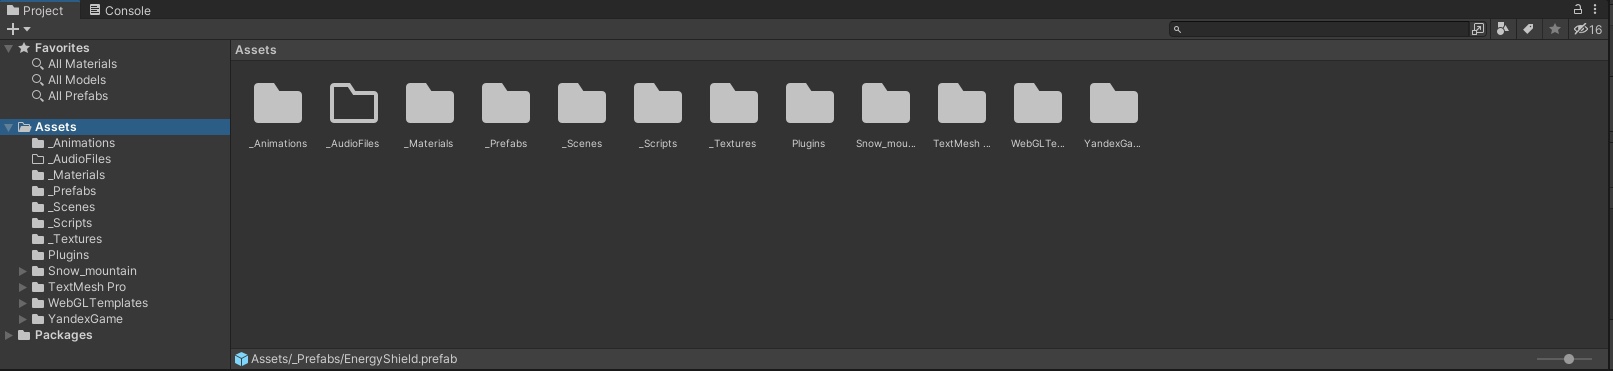 Project
Console
16
Favorites
All Materials
All Models
All Prefabs
Assets
_Animations
_AudioFiles
_Materials
_Prefabs
_Scenes
_Scripts
_Textures
Plugins
Snow_mountain
TextMesh Pro
WebGLTemplates
YandexGame
Packages
Assets
_Animations _AudioFiles _Materials _Prefabs _Scenes _Scripts _Textures Plugins Snow_mou... TextMesh ... WebGLTe... YandexGa...
Assets/_Prefabs/EnergyShield.prefab